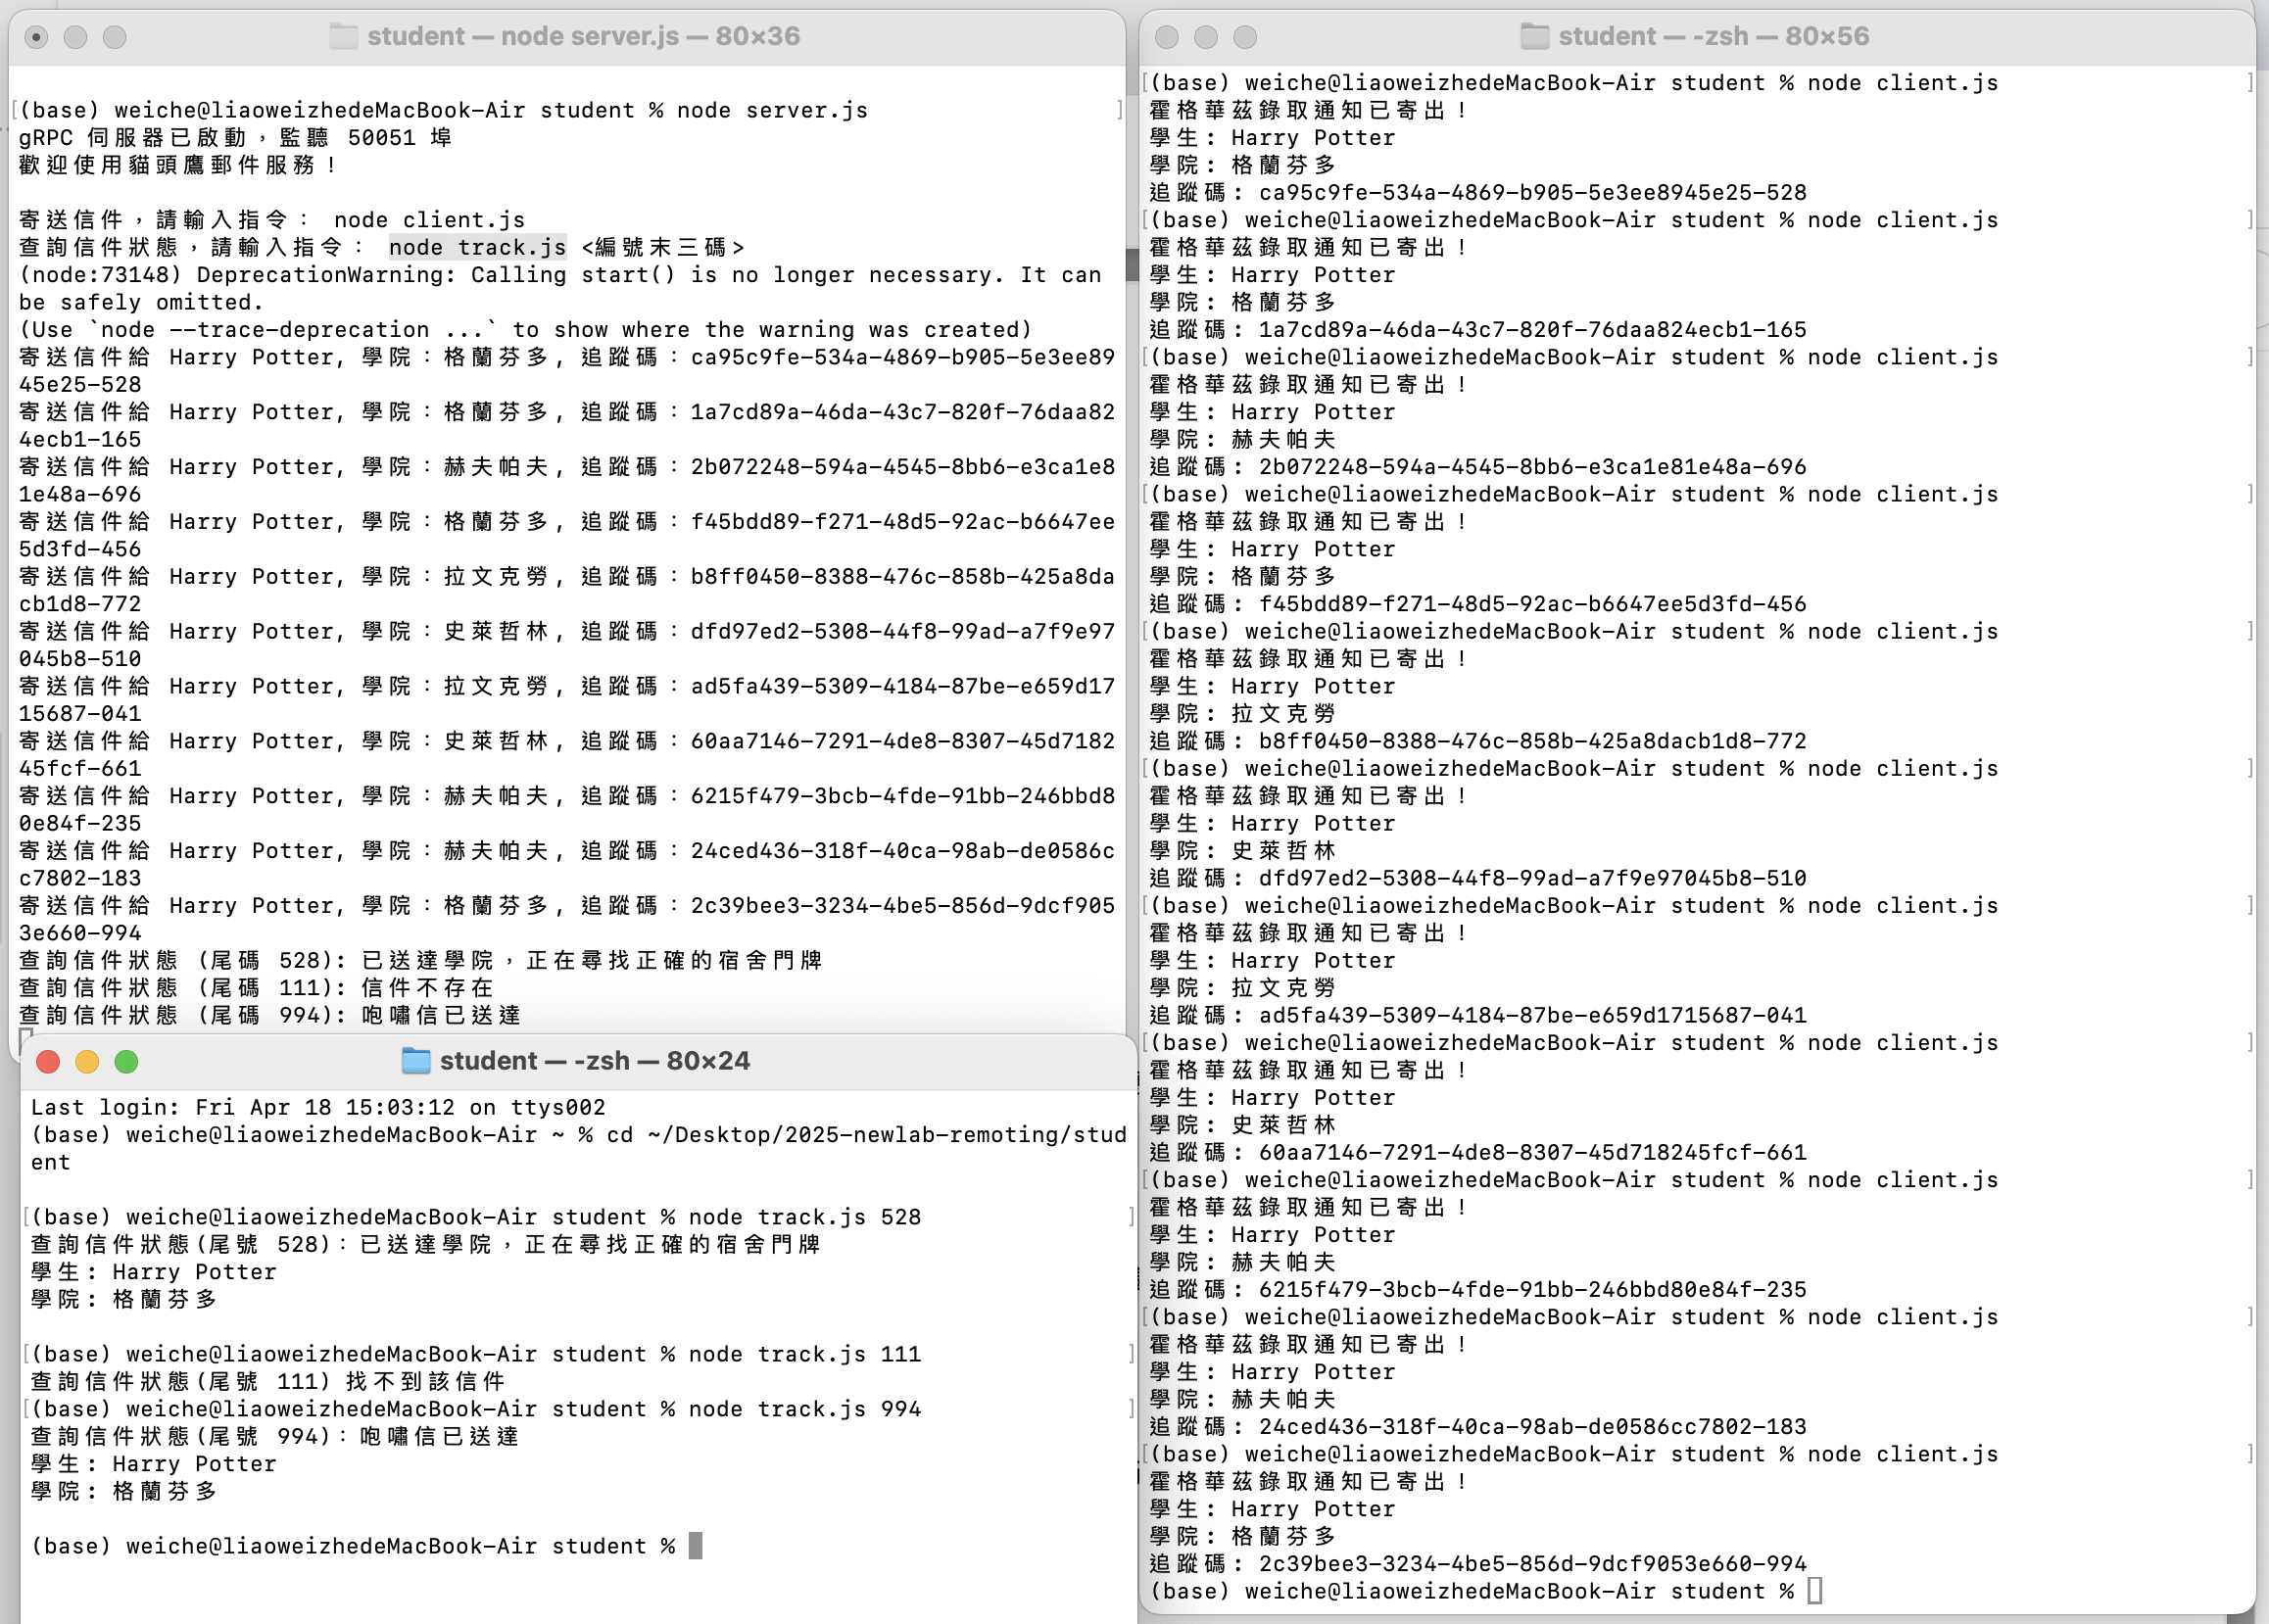 student — node server.js — 80×36
(base) weiche@liaoweizhedeMacBook-Air student % node server.js
gRPC 伺服器已啟動，監聽 50051 埠
歡迎使用貓頭鷹郵件服務！
寄送信件，請輸入指令： node client.js
查詢信件狀態，請輸入指令： node track.js <編號末三碼>
(node:73148) DeprecationWarning: Calling start() is no longer necessary. It can
be safely omitted.
(Use `node --trace-deprecation ...` to show where the warning was created)
寄送信件給 Harry Potter, 學院：格蘭芬多, 追蹤碼：ca95c9fe-534a-4869-b905-5e3ee89
45e25-528
寄送信件給 Harry Potter, 學院：格蘭芬多, 追蹤碼：1a7cd89a-46da-43c7-820f-76daa82
4ecb1-165
寄送信件給 Harry Potter, 學院：赫夫帕夫, 追蹤碼：2b072248-594a-4545-8bb6-e3ca1e8
1e48a-696
寄送信件給 Harry Potter, 學院：格蘭芬多, 追蹤碼：f45bdd89-f271-48d5-92ac-b6647ee
5d3fd-456
寄送信件給 Harry Potter, 學院：拉文克勞, 追蹤碼：b8ff0450-8388-476c-858b-425a8da
cb1d8-772
寄送信件給 Harry Potter, 學院：史萊哲林, 追蹤碼：dfd97ed2-5308-44f8-99ad-a7f9e97
045b8-510
寄送信件給 Harry Potter, 學院：拉文克勞, 追蹤碼：ad5fa439-5309-4184-87be-e659d17
15687-041
寄送信件給 Harry Potter, 學院：史萊哲林, 追蹤碼：60aa7146-7291-4de8-8307-45d7182
45fcf-661
寄送信件給 Harry Potter, 學院：赫夫帕夫, 追蹤碼：6215f479-3bcb-4fde-91bb-246bbd8
0e84f-235
寄送信件給 Harry Potter, 學院：赫夫帕夫, 追蹤碼：24ced436-318f-40ca-98ab-de0586c
c7802-183
寄送信件給 Harry Potter, 學院：格蘭芬多, 追蹤碼：2c39bee3-3234-4be5-856d-9dcf905
3e660-994
查詢信件狀態 (尾碼 528): 已送達學院，正在尋找正確的宿舍門牌
查詢信件狀態 (尾碼 111): 信件不存在
查詢信件狀態 (尾碼 994): 咆嘯信已送達
student — -zsh — 80×24
Last login: Fri Apr 18 15:03:12 on ttys002
(base) weiche@liaoweizhedeMacBook-Air ~ % cd ~/Desktop/2025-newlab-remoting/stud
ent
(base) weiche@liaoweizhedeMacBook-Air student % node track.js 528
查詢信件狀態(尾號 528)：已送達學院，正在尋找正確的宿舍門牌
學生: Harry Potter
學院: 格蘭芬多
(base) weiche@liaoweizhedeMacBook-Air student % node track.js 111
查詢信件狀態(尾號 111) 找不到該信件
(base) weiche@liaoweizhedeMacBook-Air student % node track.js 994
查詢信件狀態(尾號 994)：咆嘯信已送達
學生: Harry Potter
學院: 格蘭芬多
(base) weiche@liaoweizhedeMacBook-Air student %
student — -zsh — 80×56
(base) weiche@liaoweizhedeMacBook-Air student % node client.js
霍格華茲錄取通知已寄出！
學生: Harry Potter
學院: 格蘭芬多
追蹤碼: ca95c9fe-534a-4869-b905-5e3ee8945e25-528
(base) weiche@liaoweizhedeMacBook-Air student % node client.js
霍格華茲錄取通知已寄出！
學生: Harry Potter
學院: 格蘭芬多
追蹤碼: 1a7cd89a-46da-43c7-820f-76daa824ecb1-165
(base) weiche@liaoweizhedeMacBook-Air student % node client.js
霍格華茲錄取通知已寄出！
學生: Harry Potter
學院: 赫夫帕夫
追蹤碼: 2b072248-594a-4545-8bb6-e3ca1e81e48a-696
(base) weiche@liaoweizhedeMacBook-Air student % node client.js
霍格華茲錄取通知已寄出！
學生: Harry Potter
學院: 格蘭芬多
追蹤碼: f45bdd89-f271-48d5-92ac-b6647ee5d3fd-456
(base) weiche@liaoweizhedeMacBook-Air student % node client.js
霍格華茲錄取通知已寄出！
學生: Harry Potter
學院: 拉文克勞
追蹤碼: b8ff0450-8388-476c-858b-425a8dacb1d8-772
(base) weiche@liaoweizhedeMacBook-Air student % node client.js
霍格華茲錄取通知已寄出！
學生: Harry Potter
學院: 史萊哲林
追蹤碼: dfd97ed2-5308-44f8-99ad-a7f9e97045b8-510
(base) weiche@liaoweizhedeMacBook-Air student % node client.js
霍格華茲錄取通知已寄出！
學生: Harry Potter
學院: 拉文克勞
追蹤碼: ad5fa439-5309-4184-87be-e659d1715687-041
(base) weiche@liaoweizhedeMacBook-Air student % node client.js
霍格華茲錄取通知已寄出！
學生: Harry Potter
學院: 史萊哲林
追蹤碼: 60aa7146-7291-4de8-8307-45d718245fcf-661
(base) weiche@liaoweizhedeMacBook-Air student % node client.js
霍格華茲錄取通知已寄出！
學生: Harry Potter
學院: 赫夫帕夫
追蹤碼: 6215f479-3bcb-4fde-91bb-246bbd80e84f-235
(base) weiche@liaoweizhedeMacBook-Air student % node client.js
霍格華茲錄取通知已寄出！
學生: Harry Potter
學院: 赫夫帕夫
追蹤碼: 24ced436-318f-40ca-98ab-de0586cc7802-183
(base) weiche@liaoweizhedeMacBook-Air student % node client.js
霍格華茲錄取通知已寄出！
學生: Harry Potter
學院: 格蘭芬多
追蹤碼: 2c39bee3-3234-4be5-856d-9dcf9053e660-994
(base) weiche@liaoweizhedeMacBook-Air student %